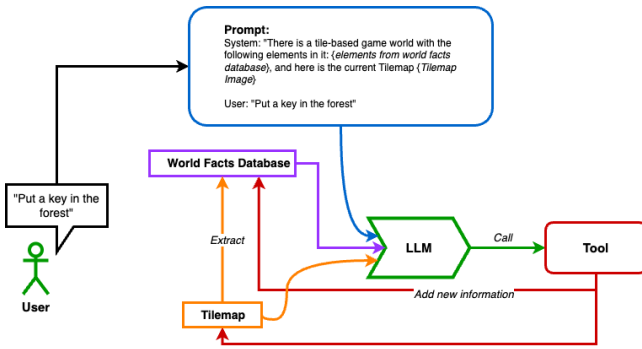 Prompt:
System: "There is a tile-based game world with the
following elements in it: {elements from world facts
database}, and here is the current Tilemap {Tilemap
Image}
User: "Put a key in the forest"
World Facts Database
"Put a key in the
forest"
Extract
LLM
Call
Tool
User
Tilemap
Add new information